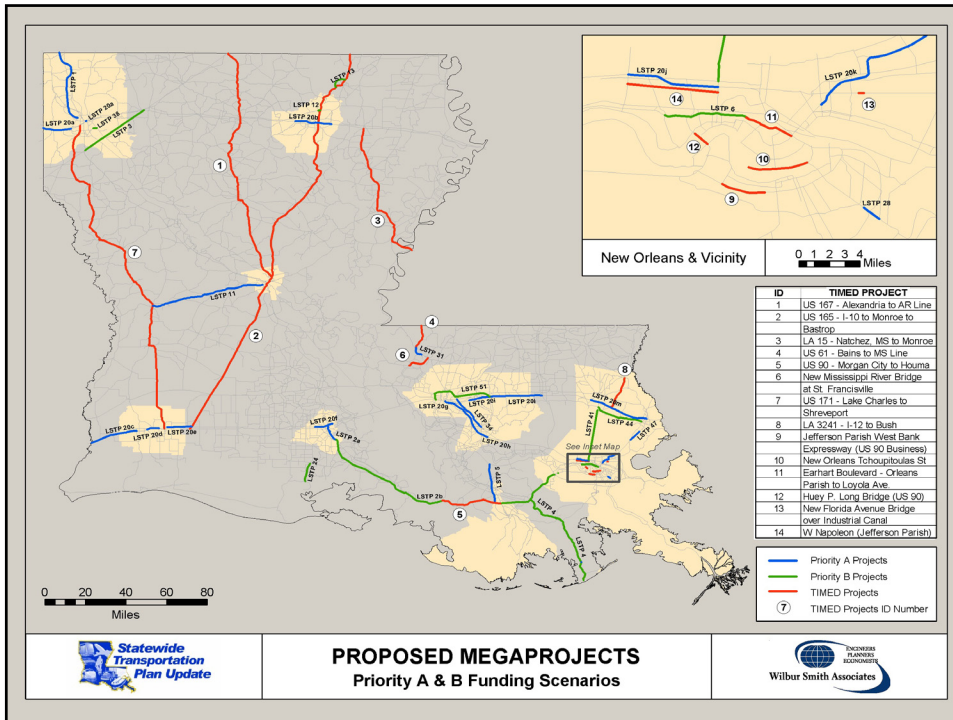 LSTP 1
LSTP 20a
LSTP 38
LSTP 20a
LSTP 3
1
LSTP 13
LSTP 12
LSTP 20b
3
7
LSTP 11
2
4
6
LSTP 31
8
LSTP 51
LSTP 20g
LSTP 20i
LSTP 34
LSTP 20h
LSTP 41
LSTP 44
LSTP 47
See Inset Map
LSTP 20c
LSTP 20d
LSTP 20e
LSTP 20f
LSTP 2a
LSTP 24
LSTP 2b
5
LSTP 5
LSTP 4
LSTP 4
0 10 20 40 60 80
Miles
LSTP 20j
14
LSTP 20k
13
LSTP 6
11
12
10
9
LSTP 28
New Orleans & Vicinity
0 1 2 3 4
Miles
ID TIMED PROJECT
1 US 167 - Alexandria to AR Line
2 US 165 - I-10 to Monroe to
Bastrop
3 LA 15 - Natchez, MS to Monroe
4 US 61 - Bains to MS Line
5 US 90 - Morgan City to Houma
6 New Mississippi River Bridge
at St. Francisville
7 US 171 - Lake Charles to
Shreveport
8 LA 3241 - I-12 to Bush
9 Jefferson Parish West Bank
Expressway (US 90 Business)
10 New Orleans Tchoupitoulas St
11 Earhart Boulevard - Orleans
Parish to Loyola Ave.
12 Huey P. Long Bridge (US 90)
13 New Florida Avenue Bridge
over Industrial Canal
14 W Napoleon (Jefferson Parish)
Priority A Projects
Priority B Projects
TIMED Projects
7 TIMED Projects ID Number
Statewide
Transportation
Plan Update
PROPOSED MEGAPROJECTS
Priority A & B Funding Scenarios
ENGINEERS
PLANNERS
ECONOMISTS
Wilbur Smith Associates